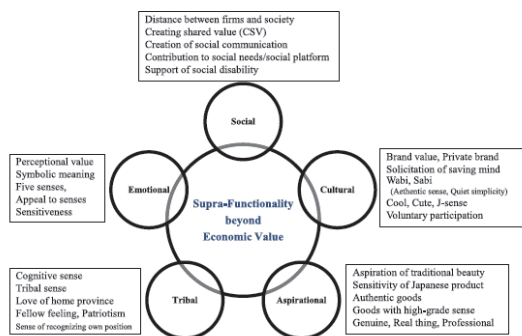 Distance between firms and society
Creating shared value (CSV)
Creation of social communication
Contribution to social needs/social platform
Support of social disability
Social
Perceptional value
Symbolic meaning
Five senses,
Appeal to senses
Sensitiveness
Emotional
Cultural
Brand value, Private brand
Solicitation of saving mind
Wabi, Sabi
(Aethentic sense, Quiet simplicity)
Cool, Cute, J-sense
Voluntary participation
Supra-Functionality
beyond
Economic Value
Cognitive sense
Tribal sense
Love of home province
Fellow feeling, Patriotism
Sense of recognizing own position
Tribal
Aspirational
Aspiration of traditional beauty
Sensitivity of Japanese product
Authentic goods
Goods with high-grade sense
Genuine, Real thing, Professional